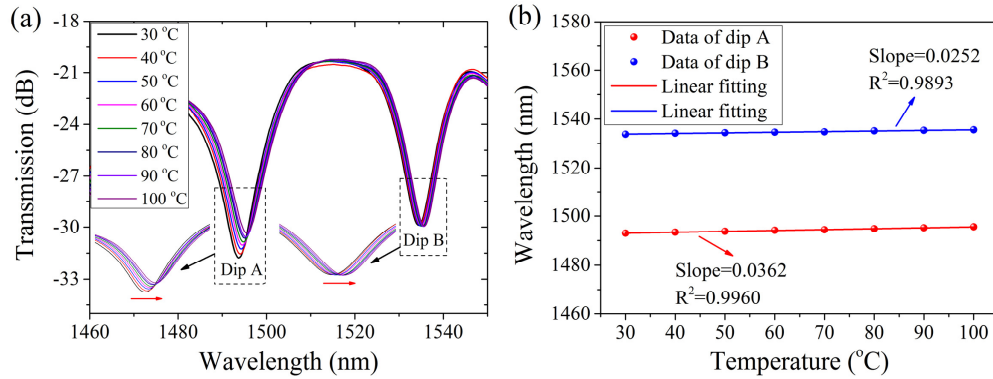 (a)
-18
-21
-24
-27
-30
-33
Transmission (dB)
30 °C
40 °C
50 °C
60 °C
70 °C
80 °C
90 °C
100 °C
Dip A
Dip B
1460
1480
1500
1520
1540
Wavelength (nm)
(b)
1580
1560
1540
1520
1500
1480
1460
Wavelength (nm)
Data of dip A
Data of dip B
Linear fitting
Linear fitting
Slope=0.0252
R²=0.9893
Slope=0.0362
R²=0.9960
30
40
50
60
70
80
90
100
Temperature (°C)